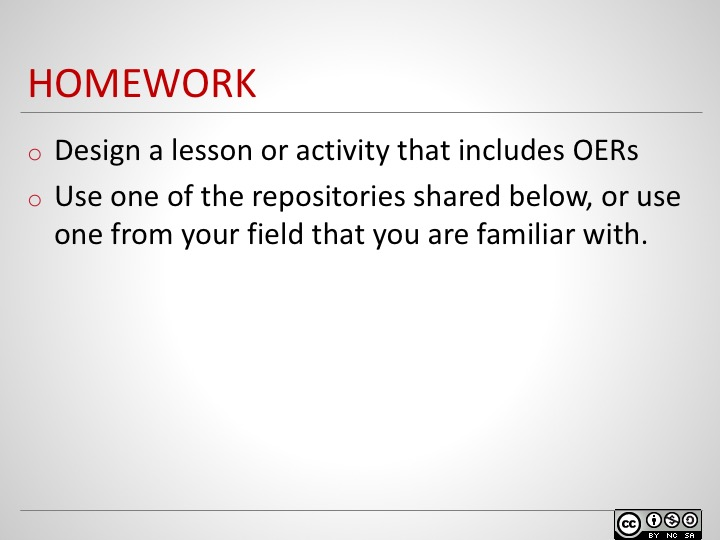 HOMEWORK
o Design a lesson or activity that includes OERs
o Use one of the repositories shared below, or use
one from your field that you are familiar with.
cc
BY NC SA